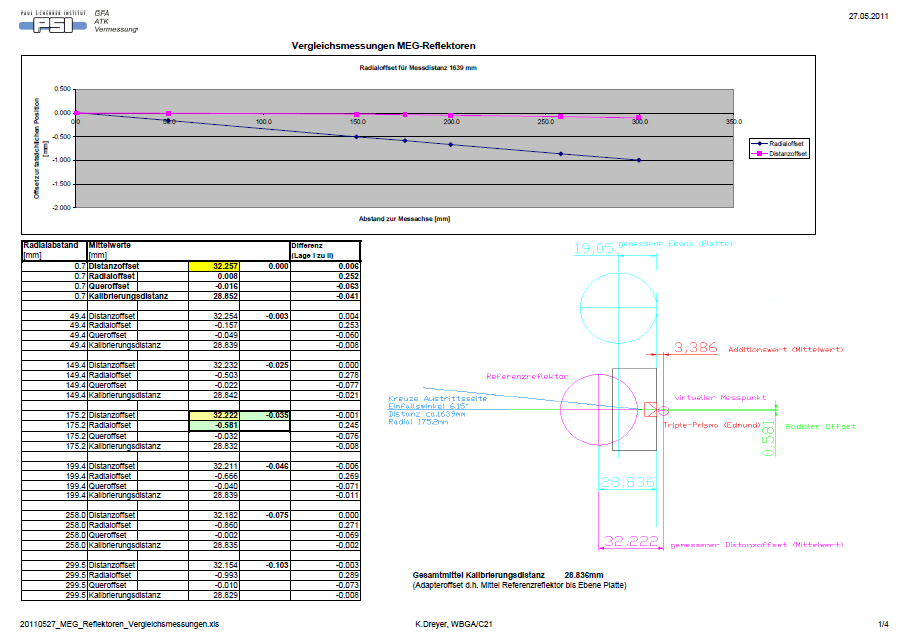 PAUL SCHERRER INSTITUT
PSI
GFA
ATK
Vermessung
27.05.2011
Vergleichsmessungen MEG-Reflektoren
Radialoffset für Messdistanz 1639 mm
Offset zur tatsächlichen Position [mm]
0.500
0.000
-0.500
-1.000
-1.500
-2.000
0.0 50.0 100.0 150.0 200.0 250.0 300.0 350.0
Abstand zur Messachse [mm]
Radialoffset
Distanzoffset
Radialabstand Mittelwerte Differenz
[mm] [mm] (Lage I zu II)
0.7 Distanzoffset 32.257 0.000 0.006
0.7 Radialoffset 0.008 0.252
0.7 Queroffset -0.016 -0.063
0.7 Kalibrierungsdistanz 28.852 -0.041
49.4 Distanzoffset 32.254 -0.003 0.004
49.4 Radialoffset -0.157 0.253
49.4 Queroffset -0.049 -0.060
49.4 Kalibrierungsdistanz 28.839 -0.008
149.4 Distanzoffset 32.232 -0.025 0.000
149.4 Radialoffset -0.503 0.278
149.4 Queroffset -0.022 -0.077
149.4 Kalibrierungsdistanz 28.842 -0.021
175.2 Distanzoffset 32.222 -0.035 -0.001
175.2 Radialoffset -0.581 0.245
175.2 Queroffset -0.032 -0.076
175.2 Kalibrierungsdistanz 28.832 -0.008
199.4 Distanzoffset 32.211 -0.046 -0.006
199.4 Radialoffset -0.666 0.269
199.4 Queroffset -0.040 -0.071
199.4 Kalibrierungsdistanz 28.839 -0.011
258.0 Distanzoffset 32.182 -0.075 0.000
258.0 Radialoffset -0.860 0.271
258.0 Queroffset -0.002 -0.069
258.0 Kalibrierungsdistanz 28.835 -0.002
299.5 Distanzoffset 32.154 -0.103 -0.003
299.5 Radialoffset -0.993 0.289
299.5 Queroffset -0.010 -0.073
299.5 Kalibrierungsdistanz 28.829 -0.008
19,05 gemessene Ebene (Platte)
3,386 Additionswert (Mittelwert)
Referenzreflektor
virtueller Messpunkt
Kreuze Austrittsseite
Einfallswinkel 6.15°
Distanz ca.1639mm
Radial 175.2mm
Triple-Prisma (Edmund)
0,581
Radialer Offset
28,836
32,222 gemessener Distanzoffset (Mittelwert)
Gesamtmittel Kalibrierungsdistanz 28.836mm
(Adapteroffset d.h. Mittel Referenzreflektor bis Ebene Platte)
20110527_MEG_Reflektoren_Vergleichsmessungen.xls
K.Dreyer, WBGA/C21
1/4